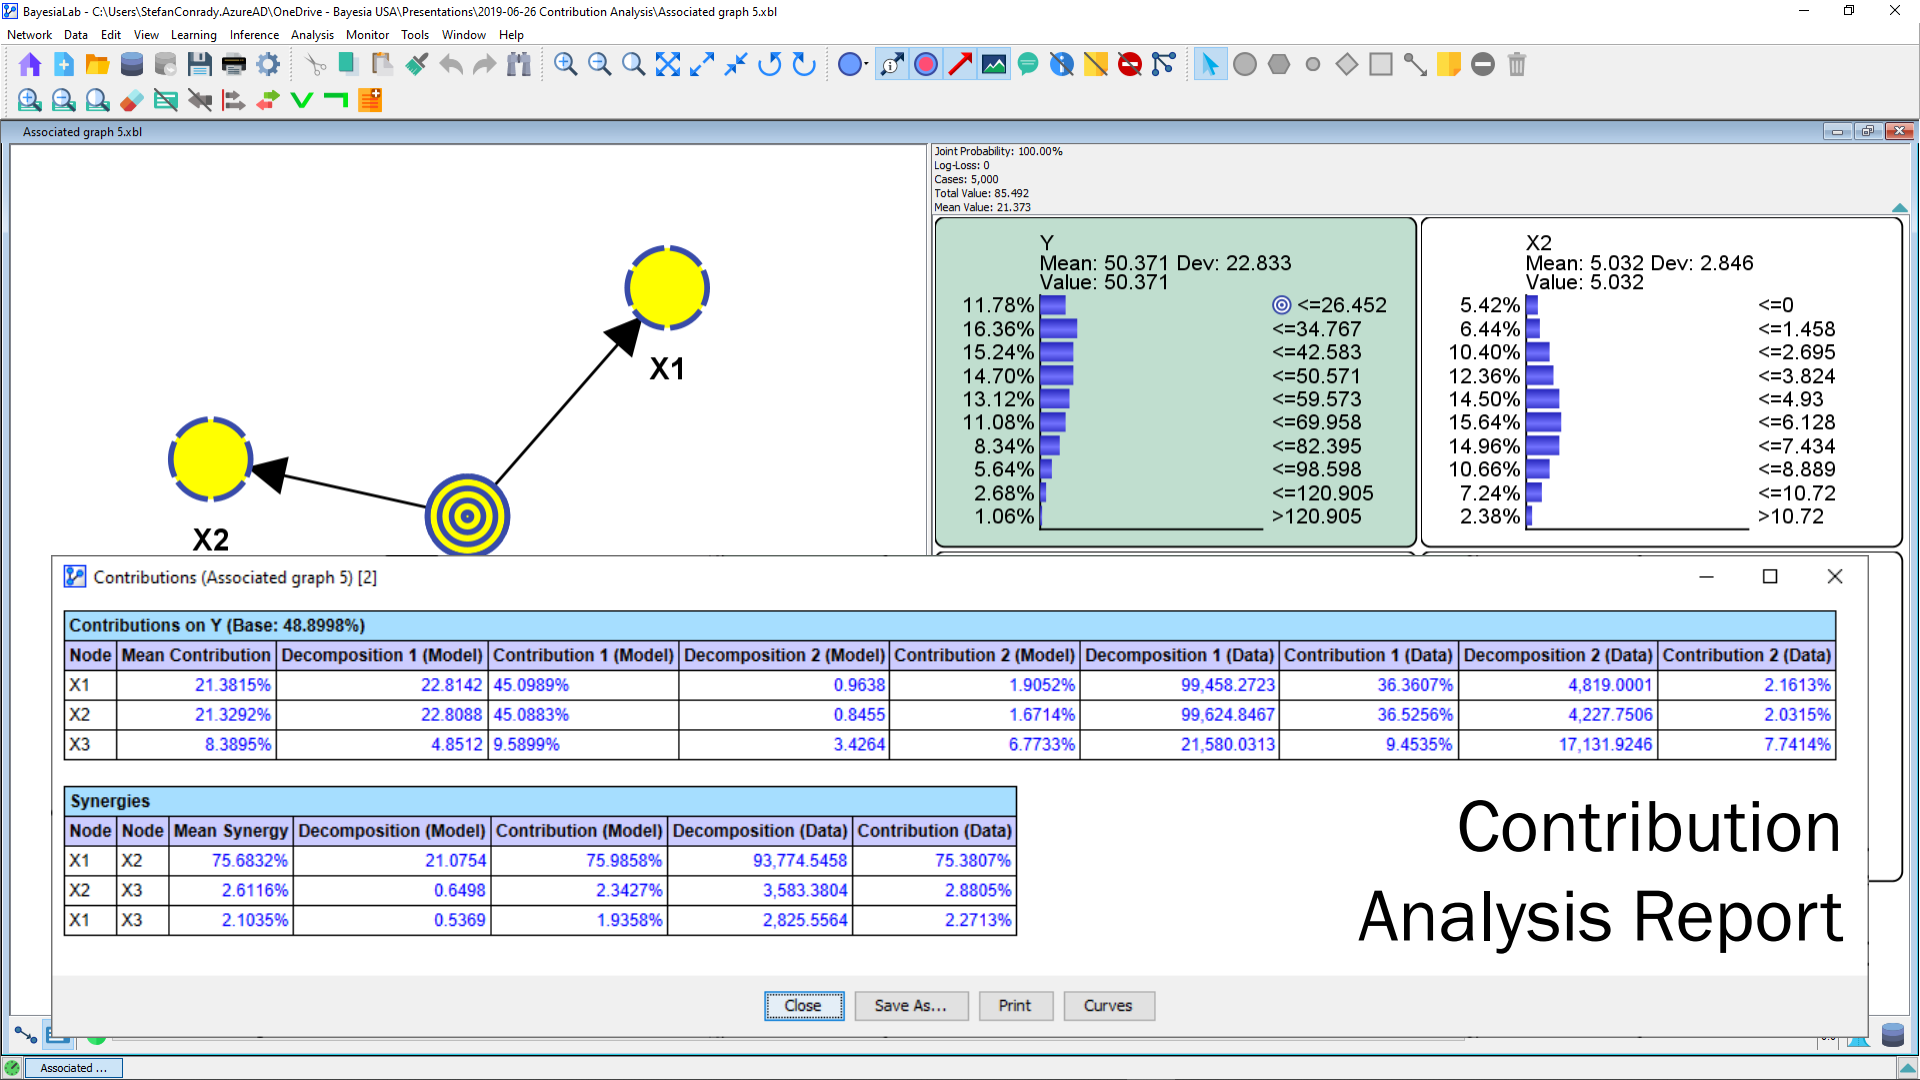 BayesiaLab - C:\Users\StefanConrady.AzureAD\OneDrive - Bayesia USA\Presentations\2019-06-26 Contribution Analysis\Associated graph 5.xbl
Network Data Edit View Learning Inference Analysis Monitor Tools Window Help
Associated graph 5.xbl
Joint Probability: 100.00%
Log-Loss: 0
Cases: 5,000
Total Value: 85.492
Mean Value: 21.373
X1
X2
Y
Mean: 50.371 Dev: 22.833
Value: 50.371
11.78% <=26.452
16.36% <=34.767
15.24% <=42.583
14.70% <=50.571
13.12% <=59.573
11.08% <=69.958
8.34% <=82.395
5.64% <=98.598
2.68% <=120.905
1.06% >120.905
X2
Mean: 5.032 Dev: 2.846
Value: 5.032
5.42% <=0
6.44% <=1.458
10.40% <=2.695
12.36% <=3.824
14.50% <=4.93
15.64% <=6.128
14.96% <=7.434
10.66% <=8.889
7.24% <=10.72
2.38% >10.72
Contributions (Associated graph 5) [2]
Contributions on Y (Base: 48.8998%)
Node Mean Contribution Decomposition 1 (Model) Contribution 1 (Model) Decomposition 2 (Model) Contribution 2 (Model) Decomposition 1 (Data) Contribution 1 (Data) Decomposition 2 (Data) Contribution 2 (Data)
X1 21.3815% 22.8142 45.0989% 0.9638 1.9052% 99,458.2723 36.3607% 4,819.0001 2.1613%
X2 21.3292% 22.8088 45.0883% 0.8455 1.6714% 99,624.8467 36.5256% 4,227.7506 2.0315%
X3 8.3895% 4.8512 9.5899% 3.4264 6.7733% 21,580.0313 9.4535% 17,131.9246 7.7414%
Synergies
Node Node Mean Synergy Decomposition (Model) Contribution (Model) Decomposition (Data) Contribution (Data)
X1 X2 75.6832% 21.0754 75.9858% 93,774.5458 75.3807%
X2 X3 2.6116% 0.6498 2.3427% 3,583.3804 2.8805%
X1 X3 2.1035% 0.5369 1.9358% 2,825.5564 2.2713%
Contribution
Analysis Report
Close Save As... Print Curves
Associated ...